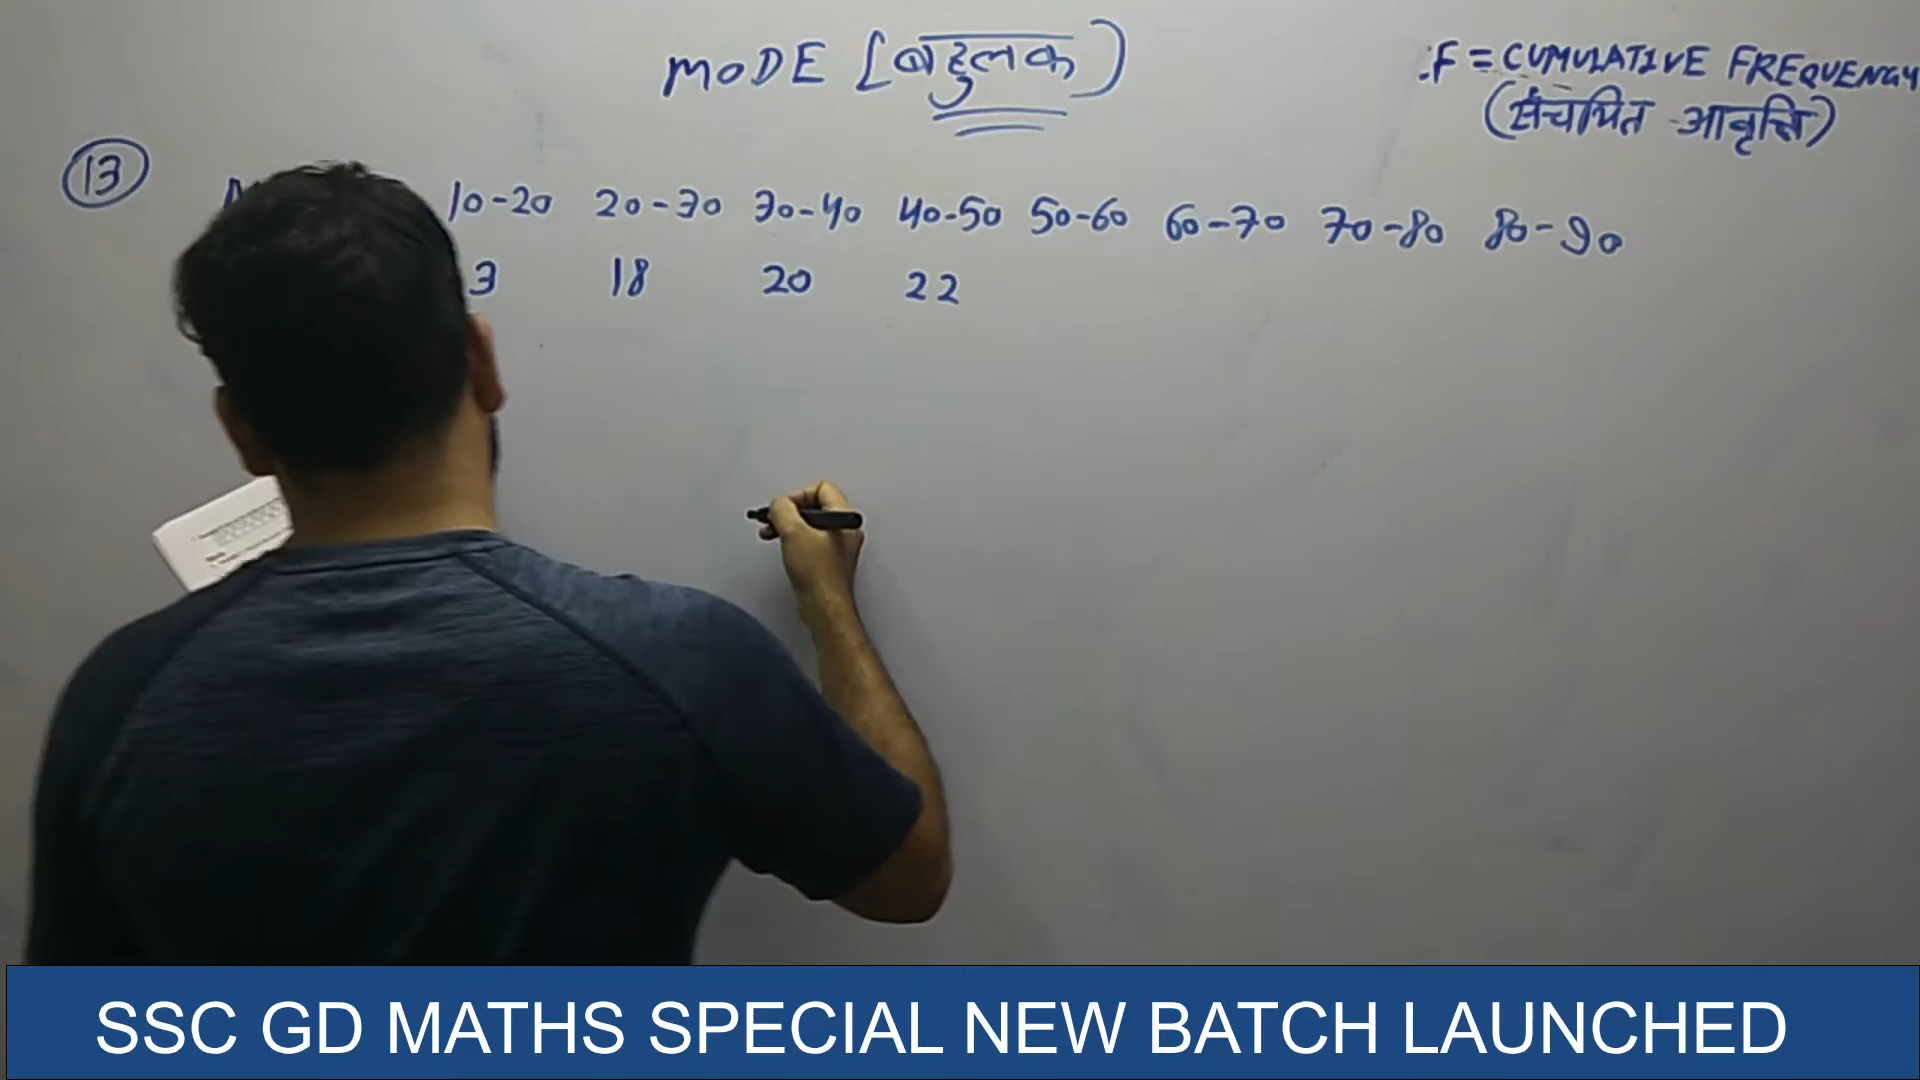 MODE [बहुलक)
.F = CUMULATIVE FREQUENCY
(संचयित आवृत्ति)
13
10-20 20-30 30-40 40-50 50-60 60-70 70-80 80-90
3 18 20 22
SSC GD MATHS SPECIAL NEW BATCH LAUNCHED